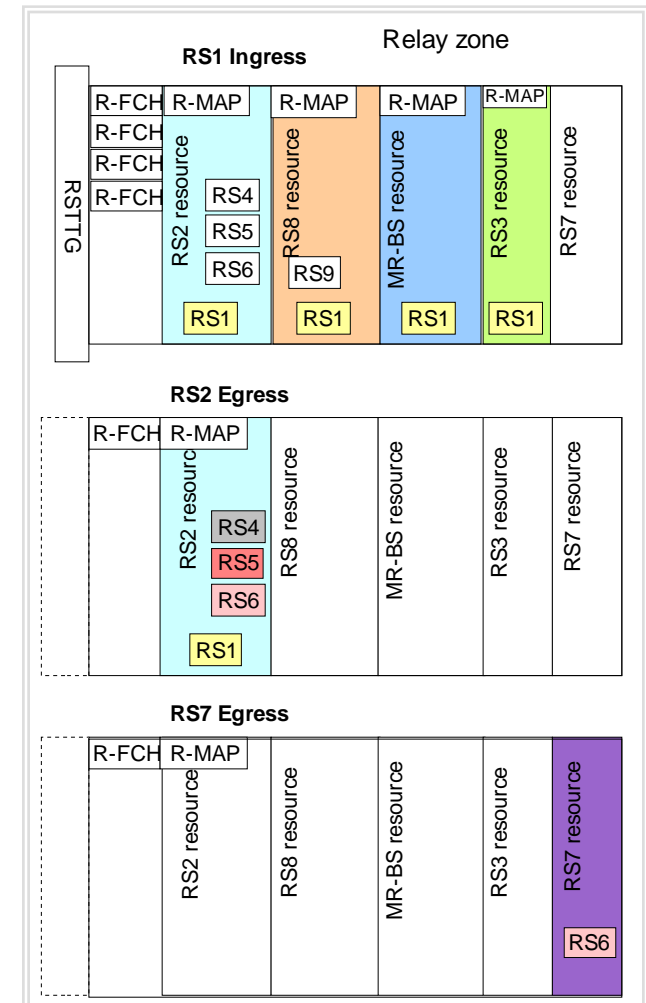 Relay zone
RS1 Ingress
RSTTG
R-FCH R-MAP R-MAP R-MAP R-MAP
R-FCH
R-FCH
R-FCH
RS2 resource
RS4
RS5
RS6
RS1
RS8 resource
RS9
RS1
MR-BS resource
RS1
RS3 resource
RS1
RS7 resource
RS2 Egress
R-FCH R-MAP
RS2 resourc
RS4
RS5
RS6
RS1
RS8 resource
MR-BS resource
RS3 resource
RS7 resource
RS7 Egress
R-FCH R-MAP
RS2 resource
RS8 resource
MR-BS resource
RS3 resource
RS7 resource
RS6